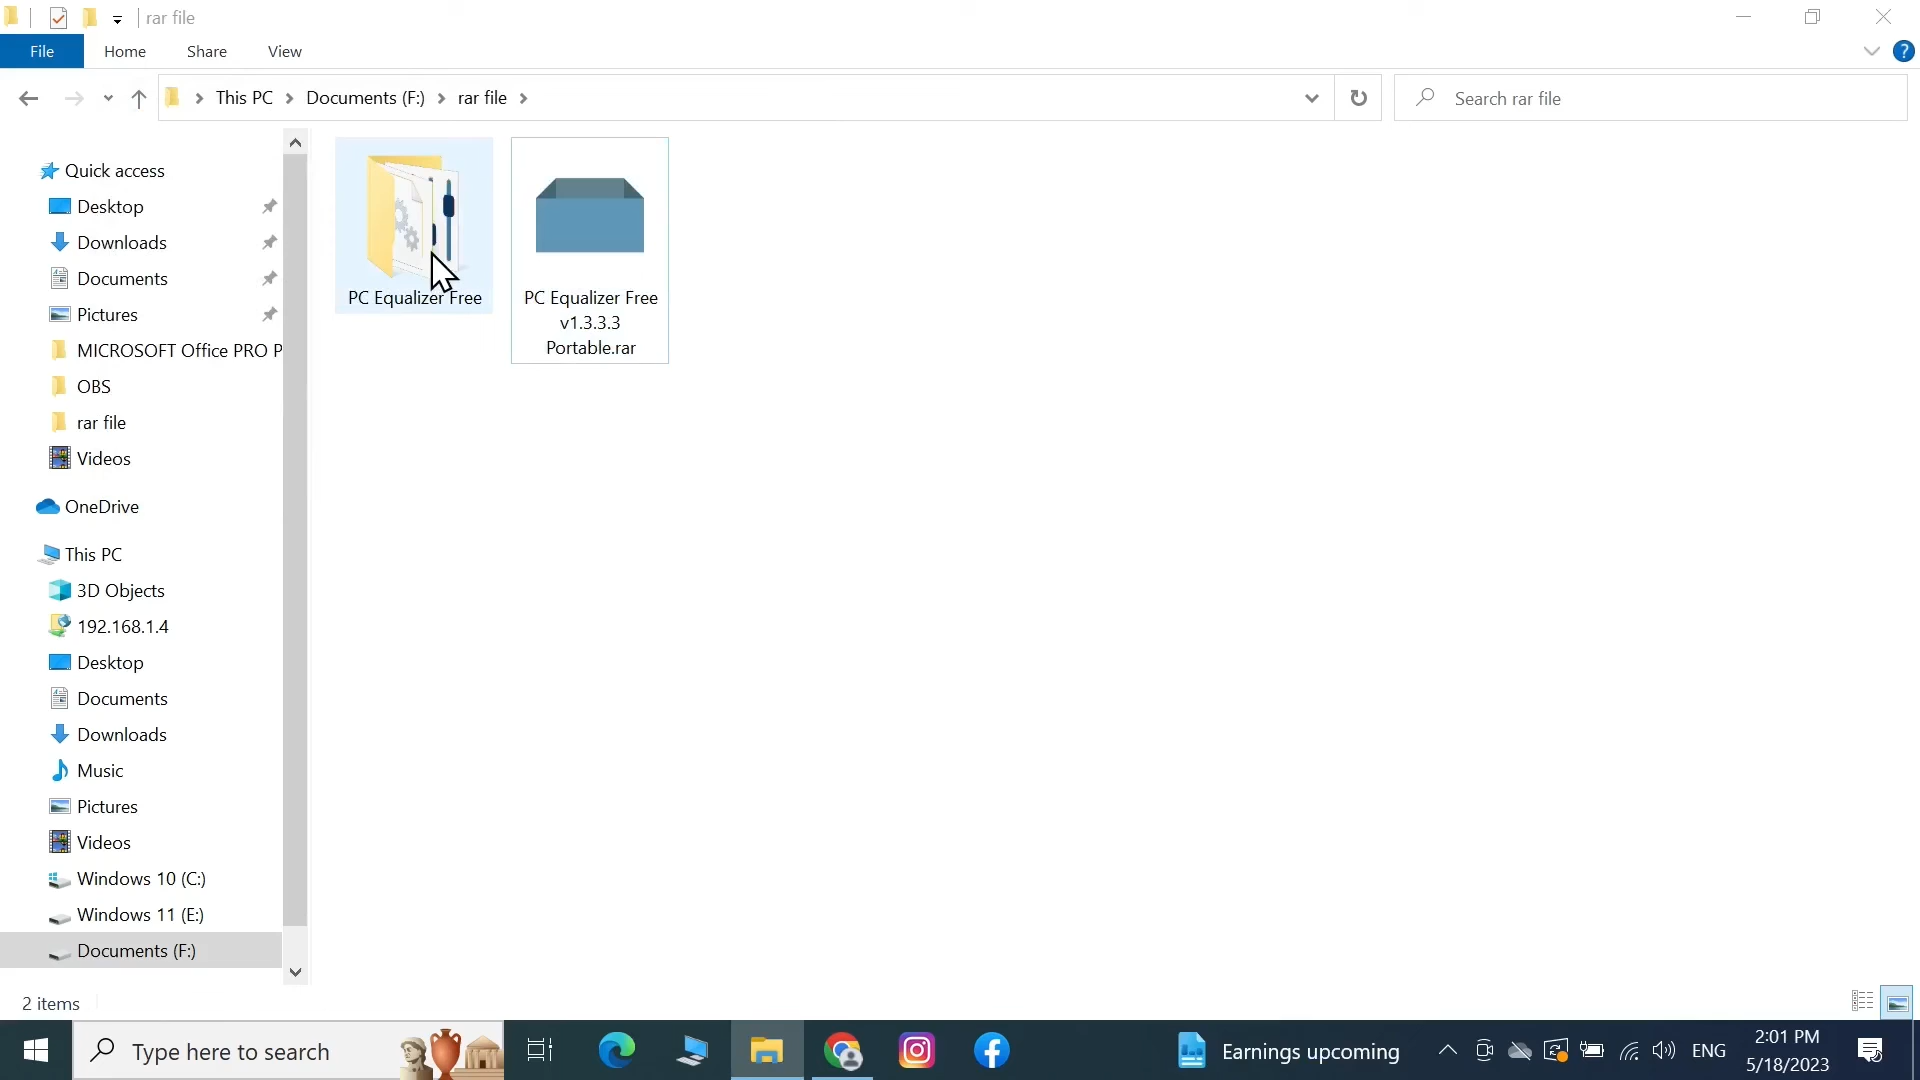 rar file
File
Home
Share
View
This PC
Documents (F:)
rar file
Search rar file
Quick access
Desktop
Downloads
Documents
Pictures
MICROSOFT Office PRO P
OBS
rar file
Videos
OneDrive
This PC
3D Objects
192.168.1.4
Desktop
Documents
Downloads
Music
Pictures
Videos
Windows 10 (C:)
Windows 11 (E:)
Documents (F:)
PC Equalizer Free
PC Equalizer Free
v1.3.3.3
Portable.rar
2 items
Type here to search
Earnings upcoming
ENG
2:01 PM
5/18/2023